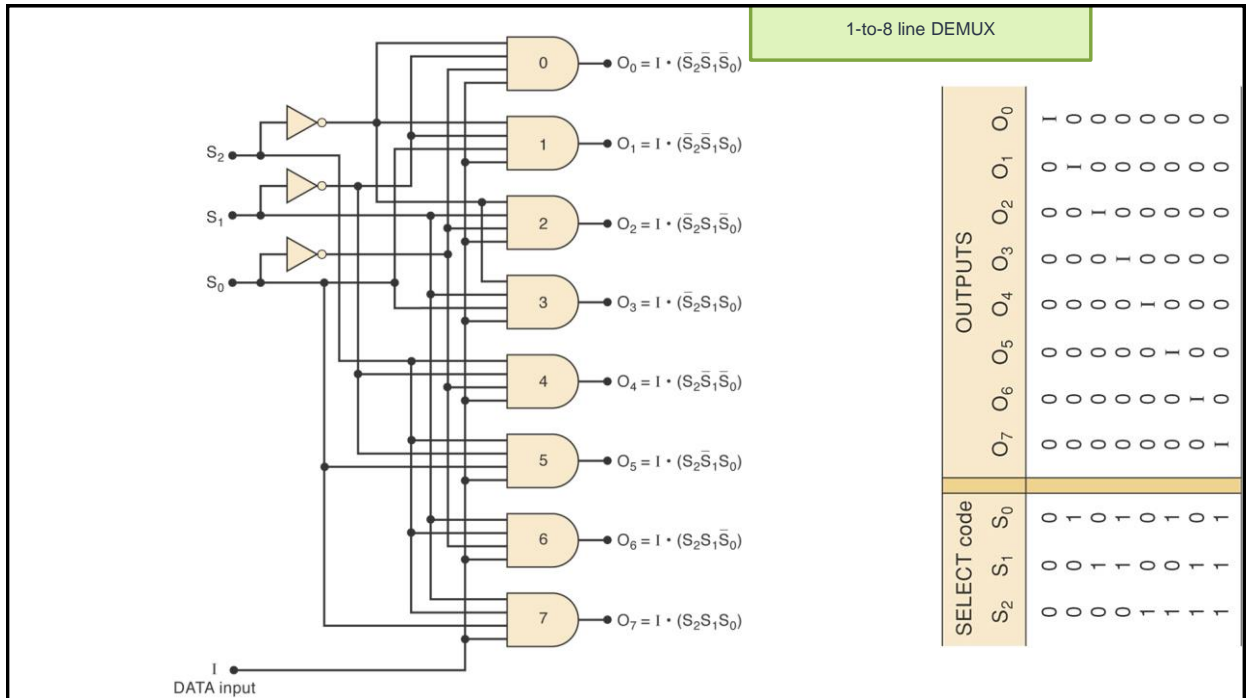 1-to-8 line DEMUX
0
O₀ = I • (S̅₂S̅₁S̅₀)
1
O₁ = I • (S̅₂S̅₁S₀)
S₂
2
O₂ = I • (S̅₂S₁S̅₀)
S₁
3
O₃ = I • (S̅₂S₁S₀)
S₀
4
O₄ = I • (S₂S̅₁S̅₀)
5
O₅ = I • (S₂S̅₁S₀)
6
O₆ = I • (S₂S₁S̅₀)
7
O₇ = I • (S₂S₁S₀)
I
DATA input
SELECT code OUTPUTS
S₂ S₁ S₀ O₇ O₆ O₅ O₄ O₃ O₂ O₁ O₀
0 0 0 0 0 0 0 0 0 0 I
0 0 1 0 0 0 0 0 0 I 0
0 1 0 0 0 0 0 0 I 0 0
0 1 1 0 0 0 0 I 0 0 0
1 0 0 0 0 0 I 0 0 0 0
1 0 1 0 0 I 0 0 0 0 0
1 1 0 0 I 0 0 0 0 0 0
1 1 1 I 0 0 0 0 0 0 0